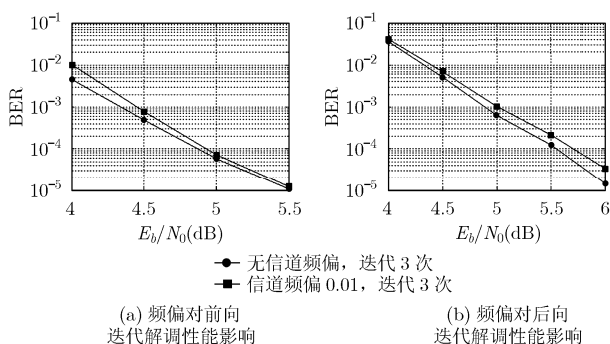 10⁻¹
10⁻²
10⁻³
10⁻⁴
10⁻⁵
BER
4 4.5 5 5.5
E_b/N_0(dB)
10⁻¹
10⁻²
10⁻³
10⁻⁴
10⁻⁵
BER
4 4.5 5 5.5 6
E_b/N_0(dB)
无信道频偏，迭代 3 次
信道频偏 0.01，迭代 3 次
(a) 频偏对前向
迭代解调性能影响
(b) 频偏对后向
迭代解调性能影响